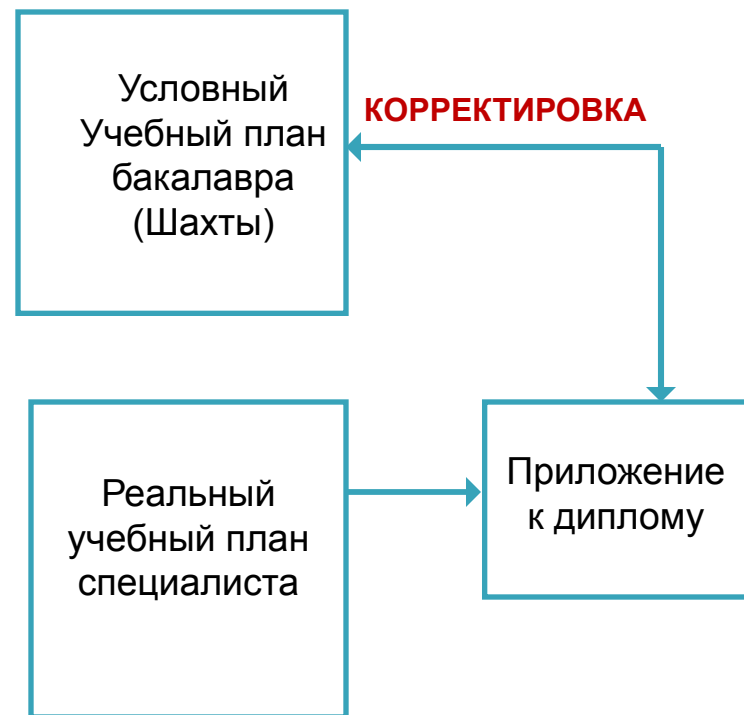 Условный
Учебный план
бакалавра
(Шахты)
КОРРЕКТИРОВКА
Реальный
учебный план
специалиста
Приложение
к диплому